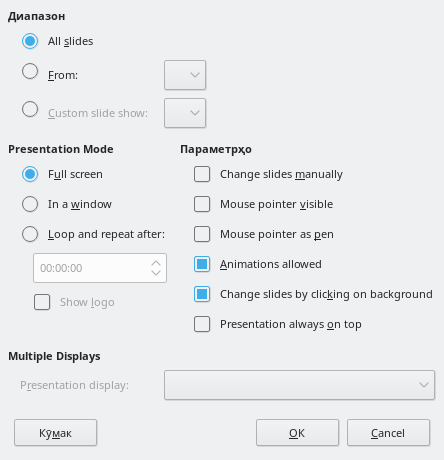 Диапазон
All slides
From:
Custom slide show:
Presentation Mode
Параметрҳо
Full screen
Change slides manually
In a window
Mouse pointer visible
Loop and repeat after:
Mouse pointer as pen
00:00:00
Animations allowed
Show logo
Change slides by clicking on background
Presentation always on top
Multiple Displays
Presentation display:
Кӯмак
OK
Cancel